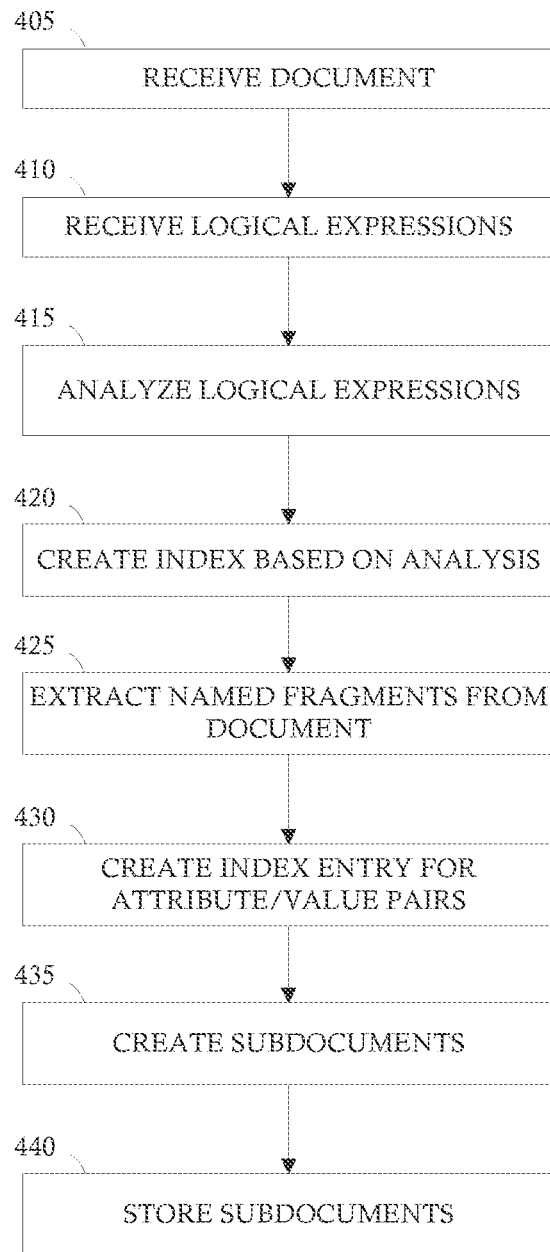 405
RECEIVE DOCUMENT
410
RECEIVE LOGICAL EXPRESSIONS
415
ANALYZE LOGICAL EXPRESSIONS
420
CREATE INDEX BASED ON ANALYSIS
425
EXTRACT NAMED FRAGMENTS FROM
DOCUMENT
430
CREATE INDEX ENTRY FOR
ATTRIBUTE/VALUE PAIRS
435
CREATE SUBDOCUMENTS
440
STORE SUBDOCUMENTS